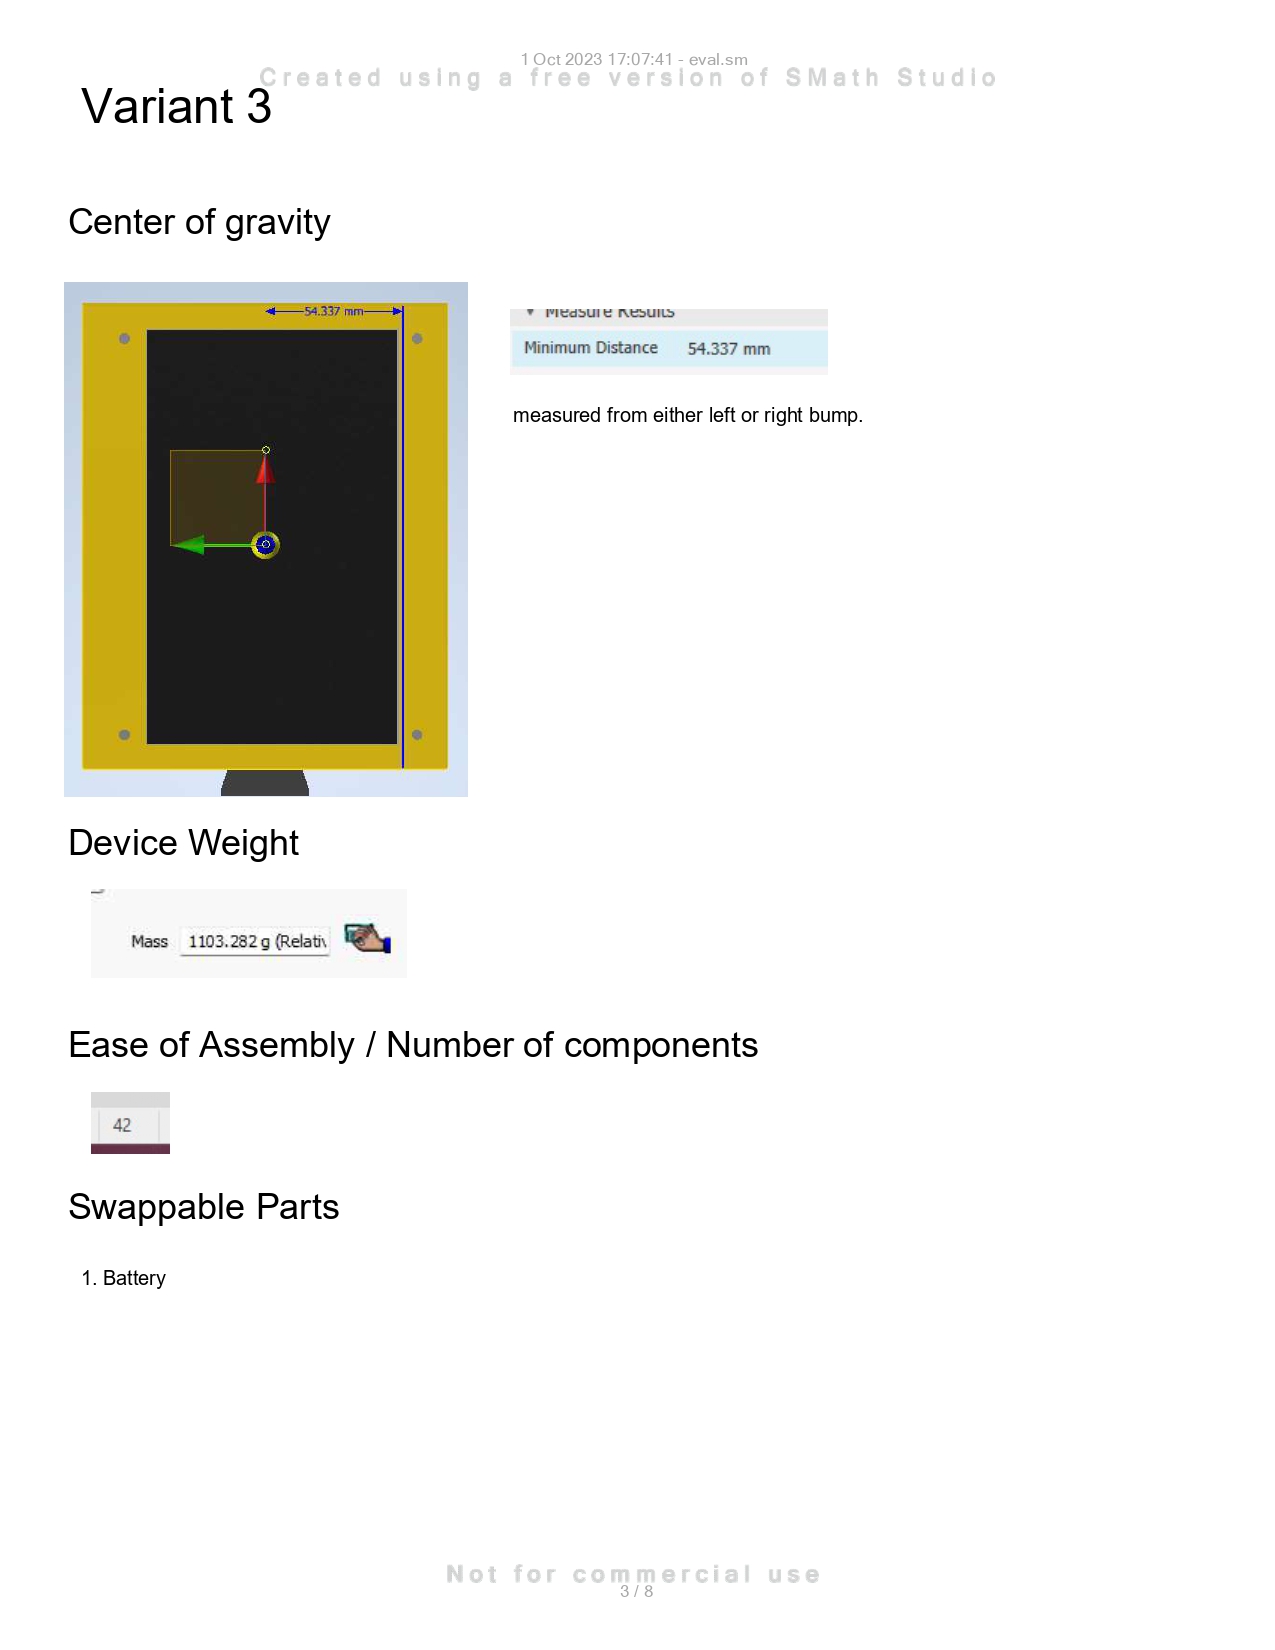 1 Oct 2023 17:07:41 - eval.sm
Created using a free version of SMath Studio
Variant 3
Center of gravity
54.337 mm
Measure Results
Minimum Distance 54.337 mm
measured from either left or right bump.
Device Weight
Mass 1103.282 g (Relativ
Ease of Assembly / Number of components
42
Swappable Parts
1. Battery
Not for commercial use
3 / 8